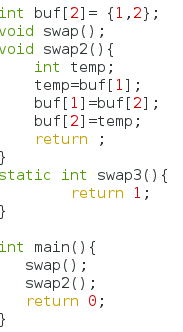 int buf[2]= {1,2};
void swap();
void swap2(){
    int temp;
    temp=buf[1];
    buf[1]=buf[2];
    buf[2]=temp;
    return ;
}
static int swap3(){
        return 1;
}

int main(){
   swap();
   swap2();
   return 0;
}